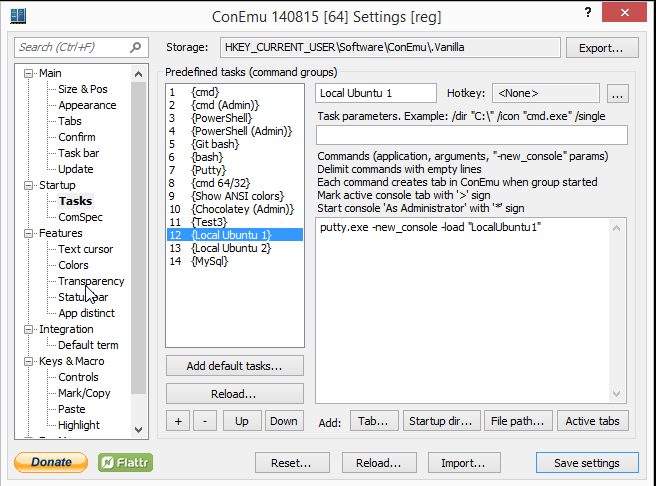 ConEmu 140815 [64] Settings [reg]
? ×
Search (Ctrl+F)
Storage: HKEY_CURRENT_USER\Software\ConEmu\.Vanilla Export...
Main
Size & Pos
Appearance
Tabs
Confirm
Task bar
Update
Startup
Tasks
ComSpec
Features
Text cursor
Colors
Transparency
Status bar
App distinct
Integration
Default term
Keys & Macro
Controls
Mark/Copy
Paste
Highlight
Predefined tasks (command groups)
1 {cmd}
2 {cmd (Admin)}
3 {PowerShell}
4 {PowerShell (Admin)}
5 {Git bash}
6 {bash}
7 {Putty}
8 {cmd 64/32}
9 {Show ANSI colors}
10 {Chocolatey (Admin)}
11 {Test3}
12 {Local Ubuntu 1}
13 {Local Ubuntu 2}
14 {MySql}
Add default tasks...
Reload...
+ - Up Down
Local Ubuntu 1 Hotkey: <None> ...
Task parameters. Example: /dir "C:\" /icon "cmd.exe" /single
Commands (application, arguments, "-new_console" params)
Delimit commands with empty lines
Each command creates tab in ConEmu when group started
Mark active console tab with '>' sign
Start console 'As Administrator' with '*' sign
putty.exe -new_console -load "LocalUbuntu1"
Add: Tab... Startup dir... File path... Active tabs
Donate Flattr Reset... Reload... Import... Save settings